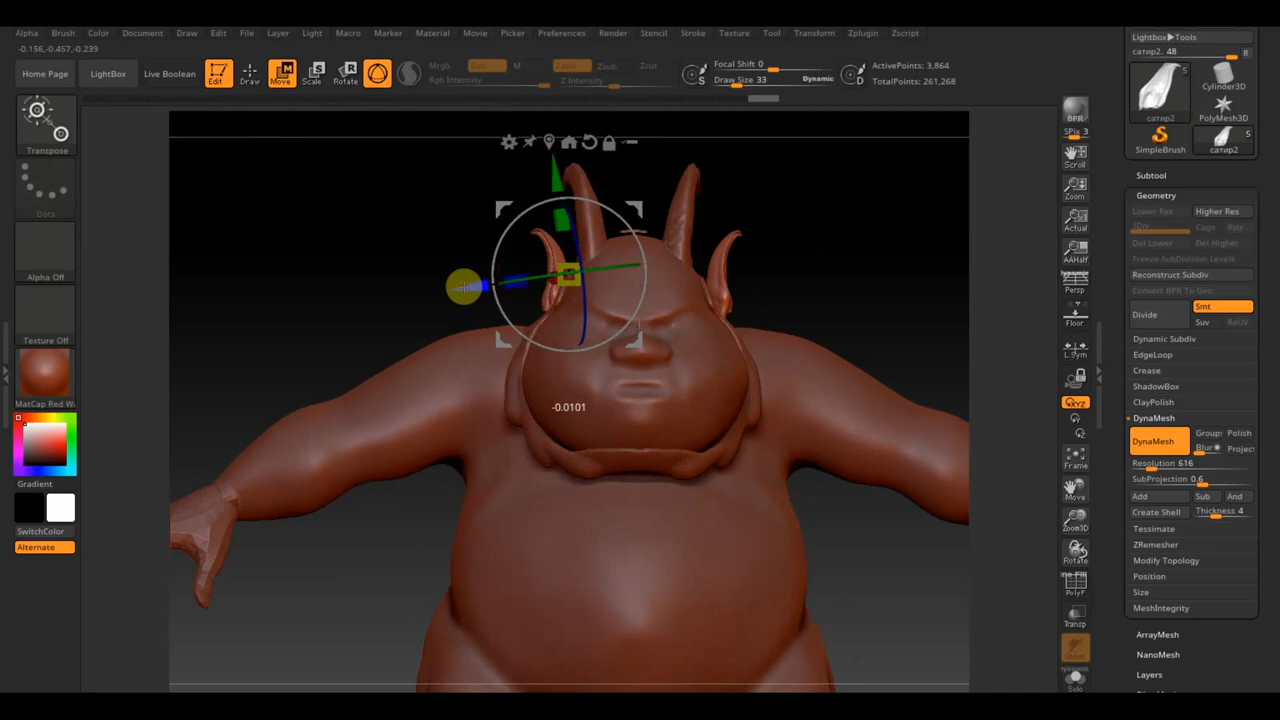 Alpha Brush Color Document Draw Edit File Layer Light Macro Marker Material Movie Picker Preferences Render Stencil Stroke Texture Tool Transform Zplugin Zscript
-0.156,-0.457,-0.239
Home Page LightBox Live Boolean Edit Draw Move Scale Rotate
Mrgb Rgb M
Rgb Intensity
Zsub Zcut
Z Intensity
S
Focal Shift 0
Draw Size 33 Dynamic
D
ActivePoints: 3,864
TotalPoints: 261,268
Transpose
Dots
Alpha Off
Texture Off
MatCap Red W
Gradient
SwitchColor
Alternate
-0.0101
BPR
SPix 3
Scroll
Zoom
Actual
AAHalf
Dynamic
Persp
Floor
L.Sym
XYZ
Frame
Move
Zoom3D
Rotate
PolyF
Transp
Dynamic
Solo
Lightbox▶Tools
сатир2. 48 R
5
сатир2
Cylinder3D
PolyMesh3D
SimpleBrush
5
сатир2
Subtool
Geometry
Lower Res Higher Res
SDiv Cage Rstr
Del Lower Del Higher
Freeze SubDivision Levels
Reconstruct Subdiv
Convert BPR To Geo
Divide Smt
Suv ReUV
Dynamic Subdiv
EdgeLoop
Crease
ShadowBox
ClayPolish
DynaMesh
DynaMesh Group: Polish
Blur Projec
Resolution 616
SubProjection 0.6
Add Sub And
Create Shell Thickness 4
Tessimate
ZRemesher
Modify Topology
Position
Size
MeshIntegrity
ArrayMesh
NanoMesh
Layers